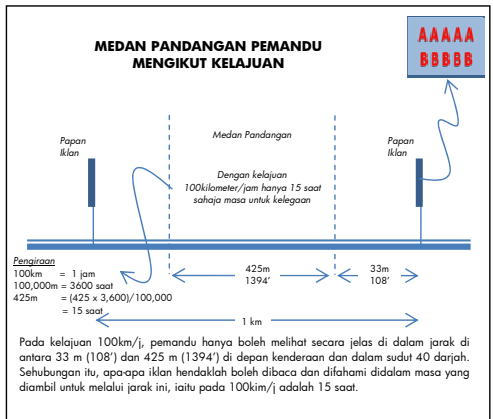 MEDAN PANDANGAN PEMANDU
MENGIKUT KELAJUAN
AAAAA
BBBBB
Papan
Iklan
Medan Pandangan
Dengan kelajuan
100kilometer/jam hanya 15 saat
sahaja masa untuk kelegaan
Papan
Iklan
Pengiraan
100km = 1 jam
100,000m = 3600 saat
425m = (425 x 3,600)/100,000
= 15 saat
425m
1394’
33m
108’
1 km
Pada kelajuan 100km/j, pemandu hanya boleh melihat secara jelas di dalam jarak di
antara 33 m (108’) dan 425 m (1394’) di depan kenderaan dan dalam sudut 40 darjah.
Sehubungan itu, apa-apa iklan hendaklah boleh dibaca dan difahami didalam masa yang
diambil untuk melalui jarak ini, iaitu pada 100kim/j adalah 15 saat.